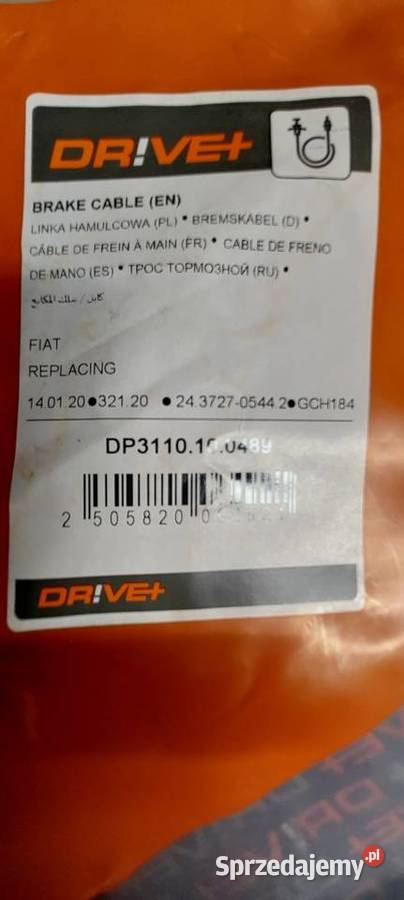 DR!VE+
BRAKE CABLE (EN)
LINKA HAMULCOWA (PL) • BREMSKABEL (D) •
CÂBLE DE FREIN À MAIN (FR) • CABLE DE FRENO
DE MANO (ES) • ТРОС ТОРМОЗНОЙ (RU) •
FIAT
REPLACING
14.01.20●321.20 ●24.3727-0544.2●GCH184
2 505820
DR!VE+
Sprzedajemy.pl